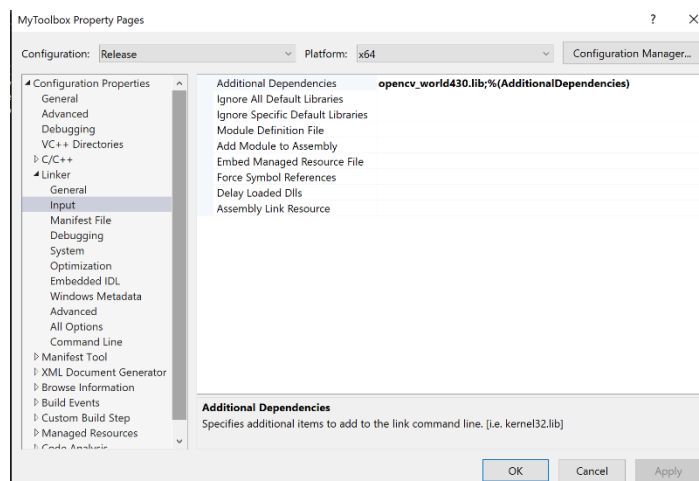 MyToolbox Property Pages ? ×
Configuration: Release Platform: x64 Configuration Manager...
Configuration Properties
General
Advanced
Debugging
VC++ Directories
C/C++
Linker
General
Input
Manifest File
Debugging
System
Optimization
Embedded IDL
Windows Metadata
Advanced
All Options
Command Line
Manifest Tool
XML Document Generator
Browse Information
Build Events
Custom Build Step
Managed Resources
Code Analysis
Additional Dependencies opencv_world430.lib;%(AdditionalDependencies)
Ignore All Default Libraries
Ignore Specific Default Libraries
Module Definition File
Add Module to Assembly
Embed Managed Resource File
Force Symbol References
Delay Loaded Dlls
Assembly Link Resource
Additional Dependencies
Specifies additional items to add to the link command line. [i.e. kernel32.lib]
OK Cancel Apply